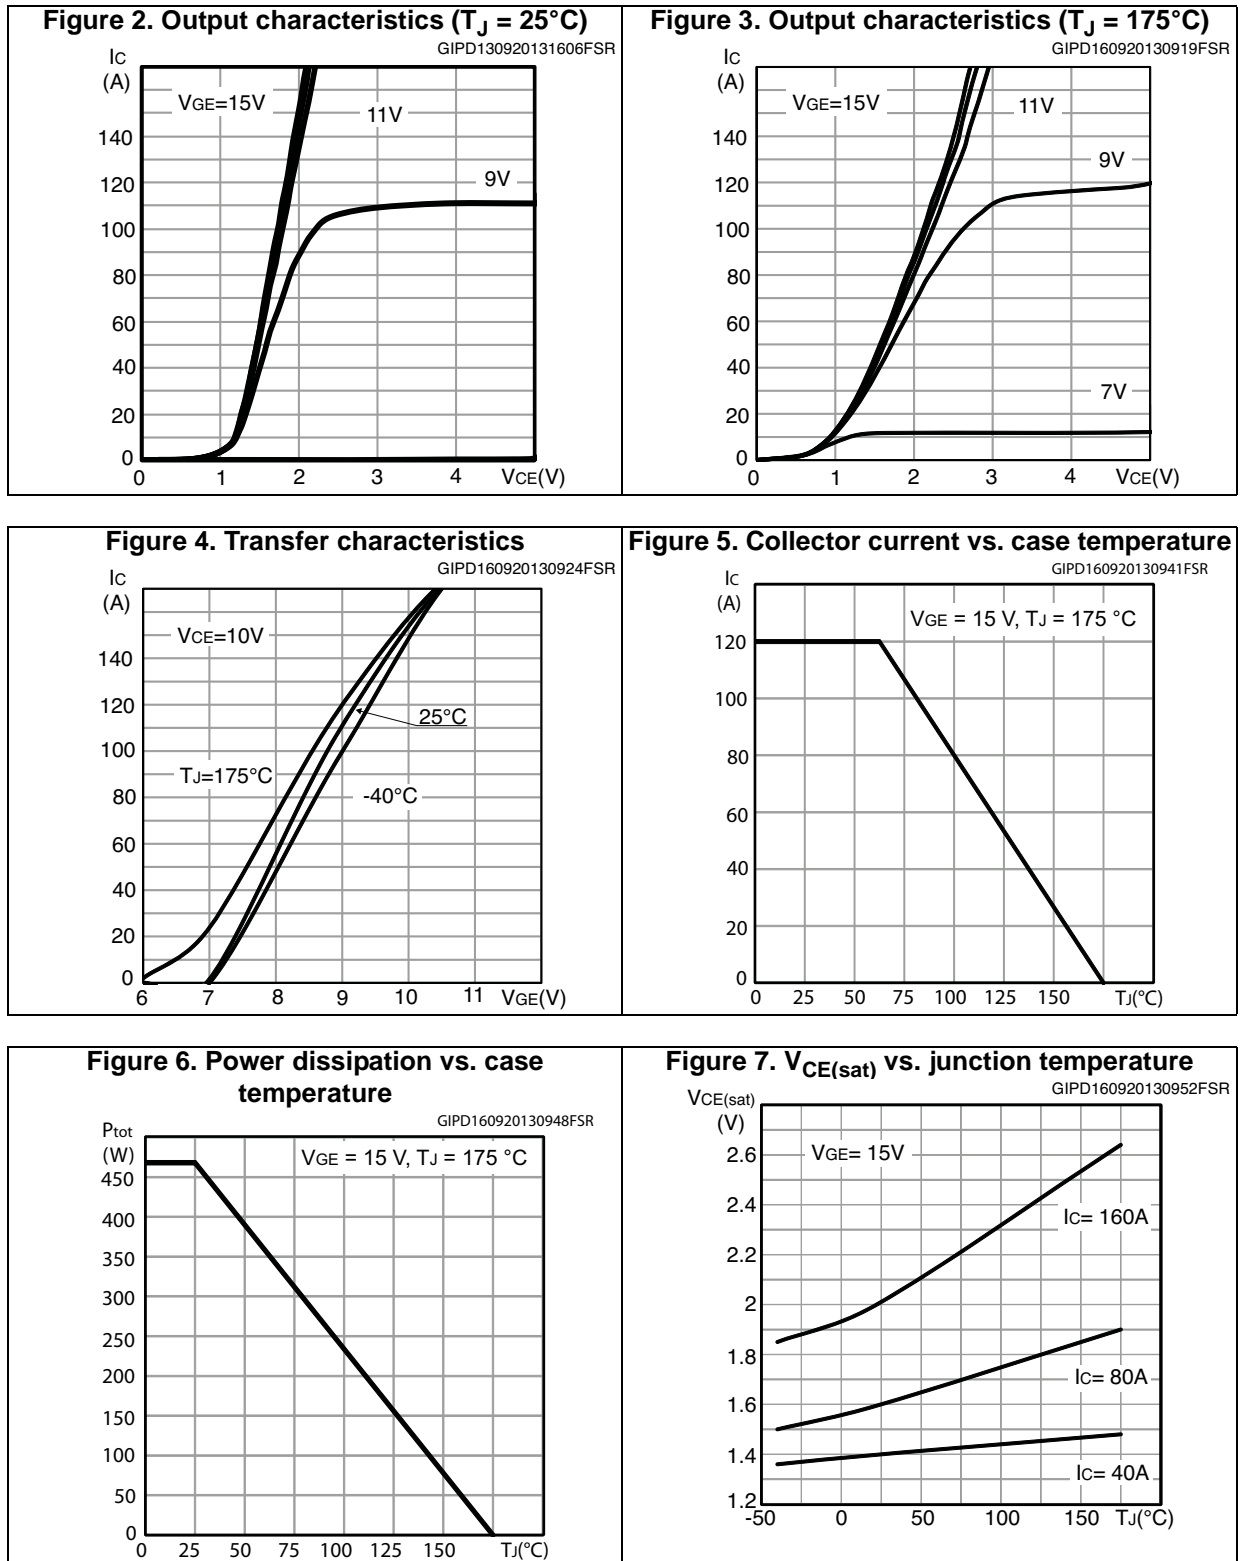 Figure 2. Output characteristics (TJ = 25°C)
GIPD130920131606FSR
IC
(A)
VGE=15V
11V
9V
140
120
100
80
60
40
20
0
0 1 2 3 4 VCE(V)
Figure 3. Output characteristics (TJ = 175°C)
GIPD160920130919FSR
IC
(A)
VGE=15V
11V
9V
7V
140
120
100
80
60
40
20
0
0 1 2 3 4 VCE(V)
Figure 4. Transfer characteristics
GIPD160920130924FSR
IC
(A)
VCE=10V
25°C
TJ=175°C
-40°C
140
120
100
80
60
40
20
0
6 7 8 9 10 11 VGE(V)
Figure 5. Collector current vs. case temperature
GIPD160920130941FSR
IC
(A)
VGE = 15 V, TJ = 175 °C
120
100
80
60
40
20
0
0 25 50 75 100 125 150 TJ(°C)
Figure 6. Power dissipation vs. case
temperature
GIPD160920130948FSR
Ptot
(W)
VGE = 15 V, TJ = 175 °C
450
400
350
300
250
200
150
100
50
0
0 25 50 75 100 125 150 TJ(°C)
Figure 7. VCE(sat) vs. junction temperature
GIPD160920130952FSR
VCE(sat)
(V)
VGE= 15V
IC= 160A
IC= 80A
IC= 40A
2.6
2.4
2.2
2
1.8
1.6
1.4
1.2
-50 0 50 100 150 TJ(°C)